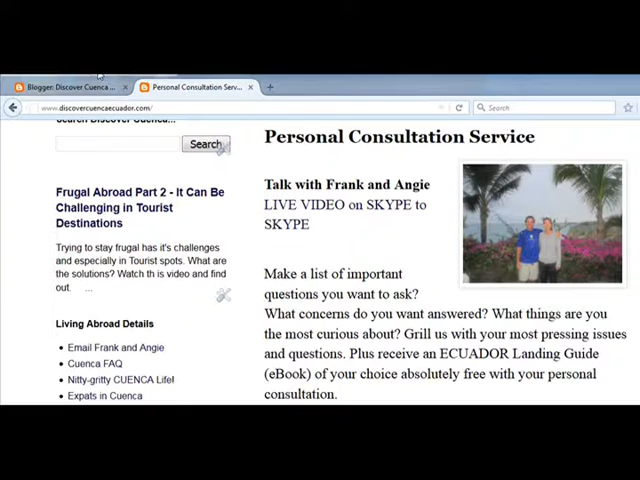 Blogger: Discover Cuenca ...
Personal Consultation Serv...
www.discovercuencaecuador.com/
Search
Search Discover Cuenca...
Search
Frugal Abroad Part 2 - It Can Be
Challenging in Tourist
Destinations
Trying to stay frugal has it's challenges
and especially in Tourist spots. What are
the solutions? Watch th is video and find
out. ...
Living Abroad Details
• Email Frank and Angie
• Cuenca FAQ
• Nitty-gritty CUENCA Life!
• Expats in Cuenca
Personal Consultation Service
Talk with Frank and Angie
LIVE VIDEO on SKYPE to
SKYPE
Make a list of important
questions you want to ask?
What concerns do you want answered? What things are you
the most curious about? Grill us with your most pressing issues
and questions. Plus receive an ECUADOR Landing Guide
(eBook) of your choice absolutely free with your personal
consultation.